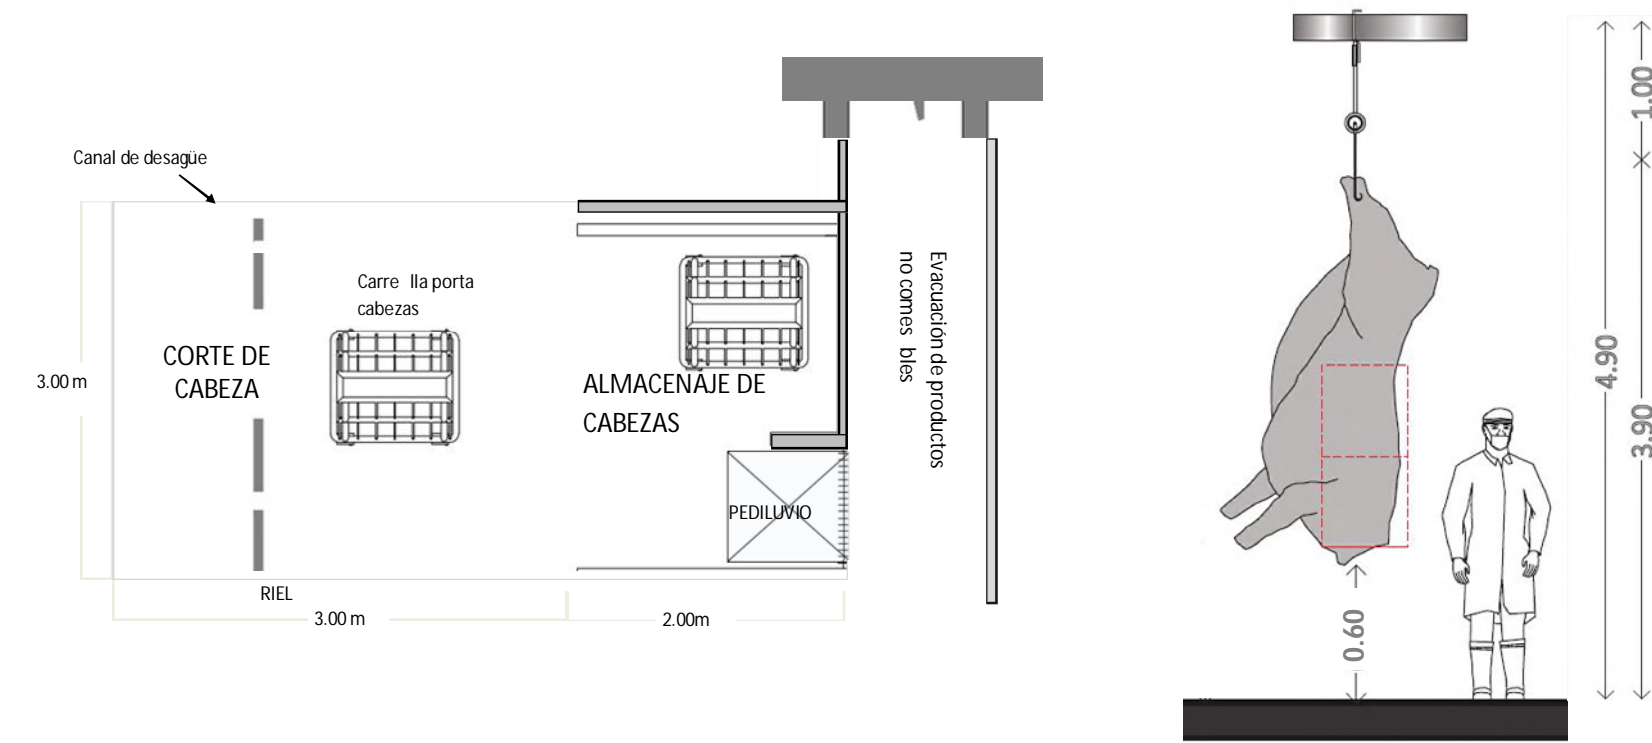 Canal de desagüe
Carre lla porta
cabezas
CORTE DE
CABEZA
3.00 m
ALMACENAJE DE
CABEZAS
PEDILUVIO
RIEL
3.00 m
2.00m
Evacuación de productos
no comes bles
1.00
4.90
3.90
0.60